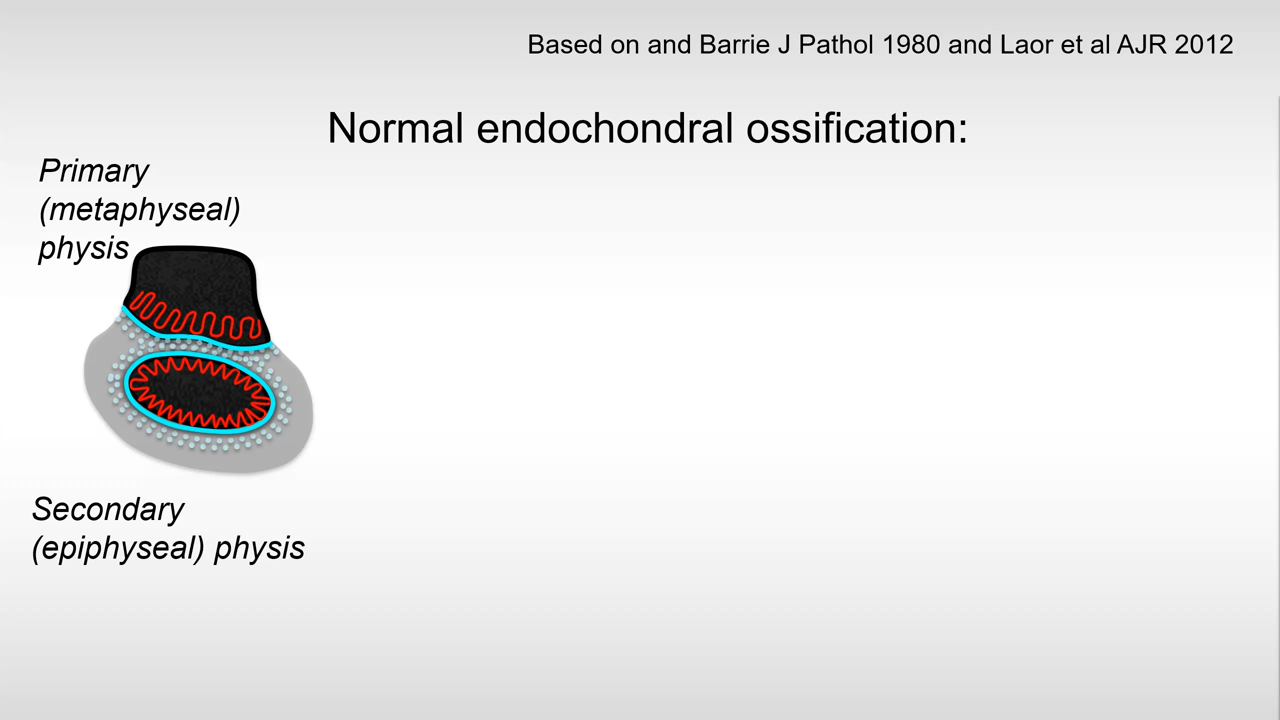 Based on and Barrie J Pathol 1980 and Laor et al AJR 2012
Normal endochondral ossification:
Primary
(metaphyseal)
physis
Secondary
(epiphyseal) physis